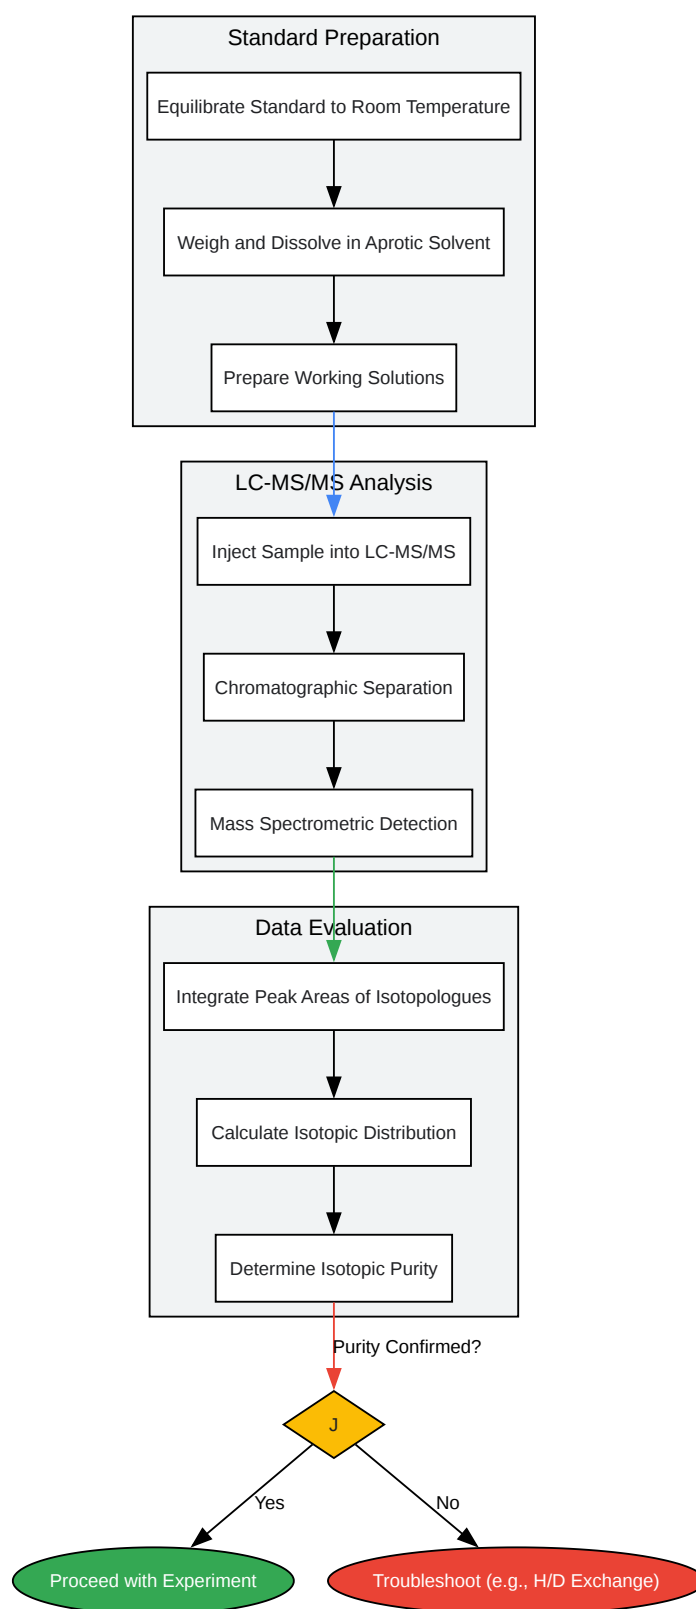 Standard Preparation
Equilibrate Standard to Room Temperature
Weigh and Dissolve in Aprotic Solvent
Prepare Working Solutions
LC-MS/MS Analysis
Inject Sample into LC-MS/MS
Chromatographic Separation
Mass Spectrometric Detection
Data Evaluation
Integrate Peak Areas of Isotopologues
Calculate Isotopic Distribution
Determine Isotopic Purity
Purity Confirmed?
J
Yes
No
Proceed with Experiment
Troubleshoot (e.g., H/D Exchange)